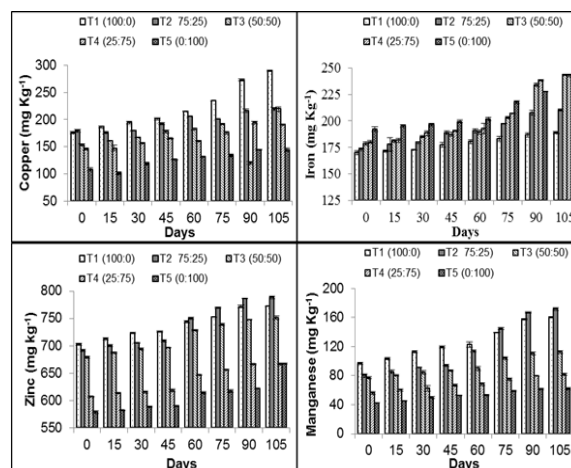 T1 (100:0) T2 75:25) T3 (50:50)
T4 (25:75) T5 (0:100)
Copper (mg Kg-1)
300
250
200
150
100
50
0 15 30 45 60 75 90 105
Days
T1 (100:0) T2 75:25) T3 (50:50)
T4 (25:75) T5 (0:100)
Iron (mg Kg-1)
250
225
200
175
150
125
0 15 30 45 60 75 90 105
Days
T1 (100:0) T2 75:25) T3 (50:50)
T4 (25:75) T5 (0:100)
Zinc (mg Kg-1)
800
750
700
650
600
550
0 15 30 45 60 75 90 105
Days
T1 (100:0) T2 75:25) T3 (50:50)
T4 (25:75) T5 (0:100)
Manganese (mg Kg-1)
200
160
120
80
40
0
0 15 30 45 60 75 90 105
Days